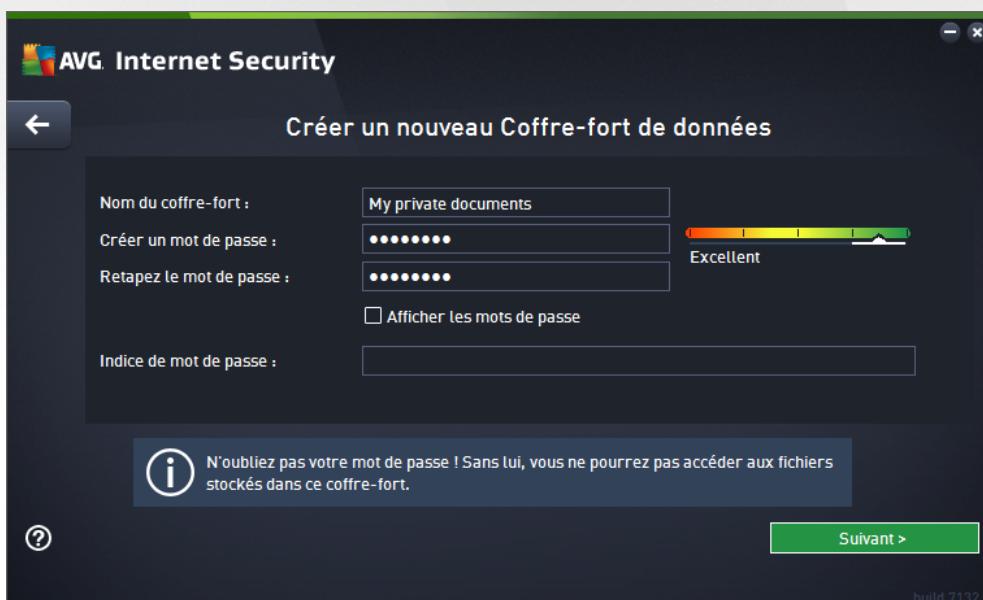 AVG. Internet Security
Créer un nouveau Coffre-fort de données
Nom du coffre-fort :
My private documents
Créer un mot de passe :
●●●●●●●●
Excellent
Retapez le mot de passe :
●●●●●●●●
Afficher les mots de passe
Indice de mot de passe :
N'oubliez pas votre mot de passe ! Sans lui, vous ne pourrez pas accéder aux fichiers
stockés dans ce coffre-fort.
Suivant >
build 7132